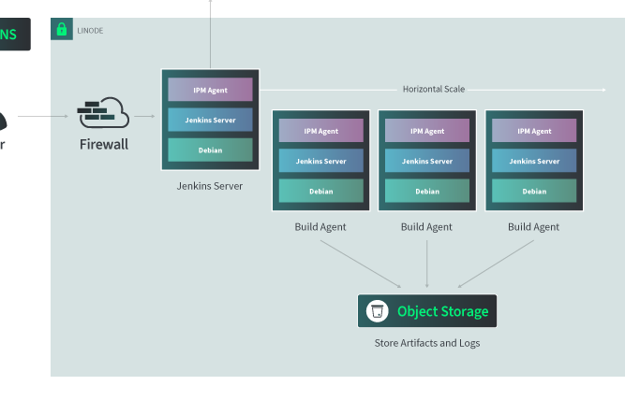 NS
LINODE
r
Firewall
IPM Agent
Jenkins Server
Debian
Jenkins Server
Horizontal Scale
IPM Agent
Jenkins Server
Debian
Build Agent
IPM Agent
Jenkins Server
Debian
Build Agent
IPM Agent
Jenkins Server
Debian
Build Agent
Object Storage
Store Artifacts and Logs